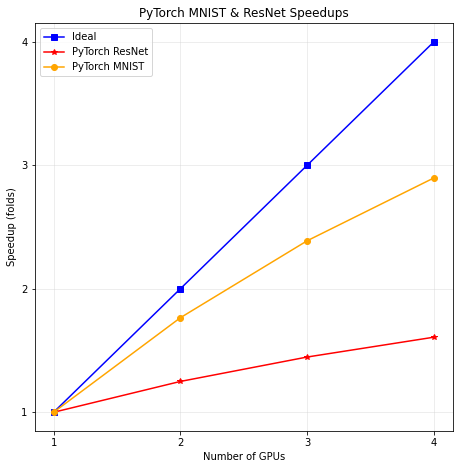 PyTorch MNIST & ResNet Speedups
Ideal
PyTorch ResNet
PyTorch MNIST
Speedup (folds)
4
3
2
1
1 2 3 4
Number of GPUs